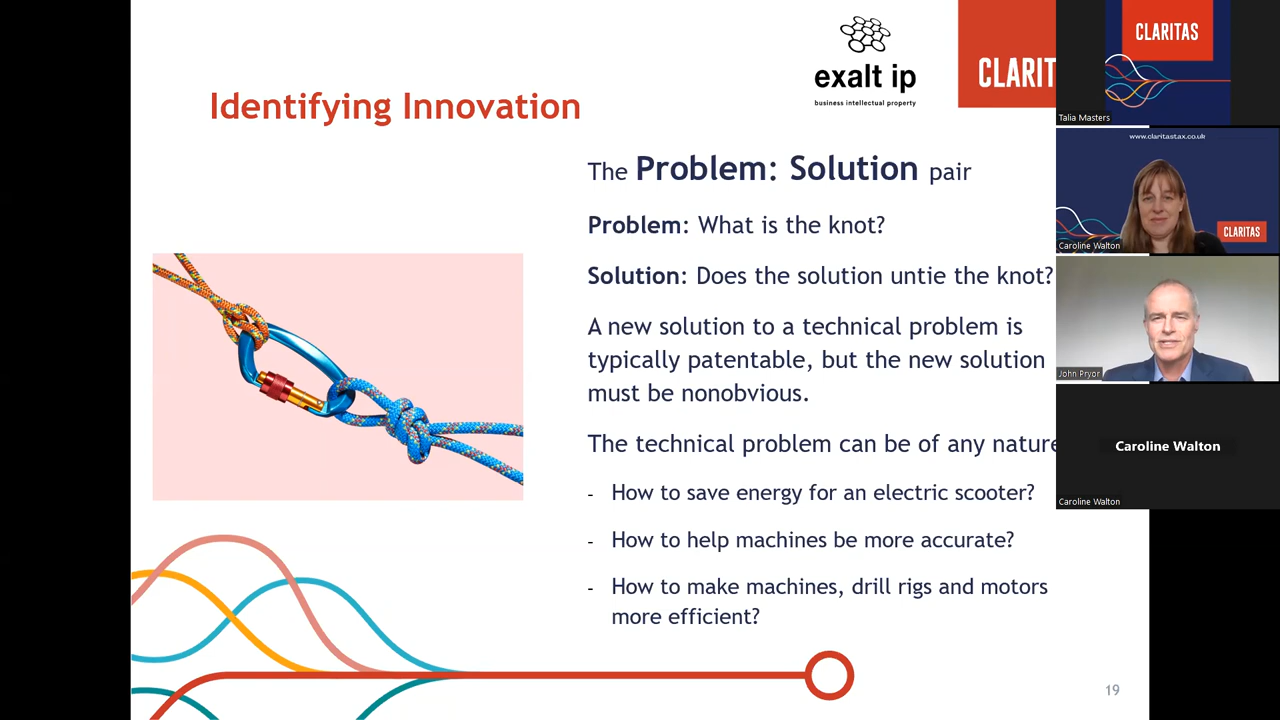 exalt ip
business intellectual property
CLARIT
Identifying Innovation
The Problem: Solution pair
Problem: What is the knot?
Solution: Does the solution untie the knot?
A new solution to a technical problem is
typically patentable, but the new solution
must be nonobvious.
The technical problem can be of any nature
- How to save energy for an electric scooter?
- How to help machines be more accurate?
- How to make machines, drill rigs and motors
more efficient?
19
CLARITAS
Talia Masters
www.claritastax.co.uk
CLARITAS
Caroline Walton
John Pryor
Caroline Walton
Caroline Walton